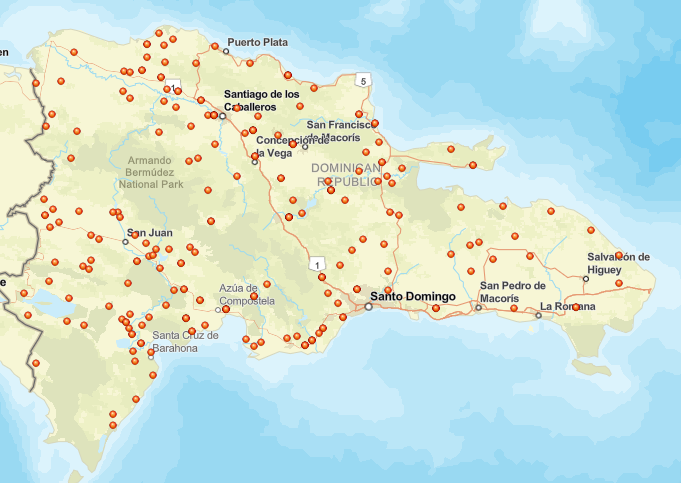 Puerto Plata
en
5
1
Santiago de los
Caballeros
San Francisco
de Macorís
Concepción de
la Vega
Armando
Bermúdez
National Park
DOMINICAN
REPUBLIC
San Juan
1
Salvaleón de
Higuey
e
Azúa de
Compostela
Santo Domingo
San Pedro de
Macorís
La Romana
Santa Cruz de
Barahona